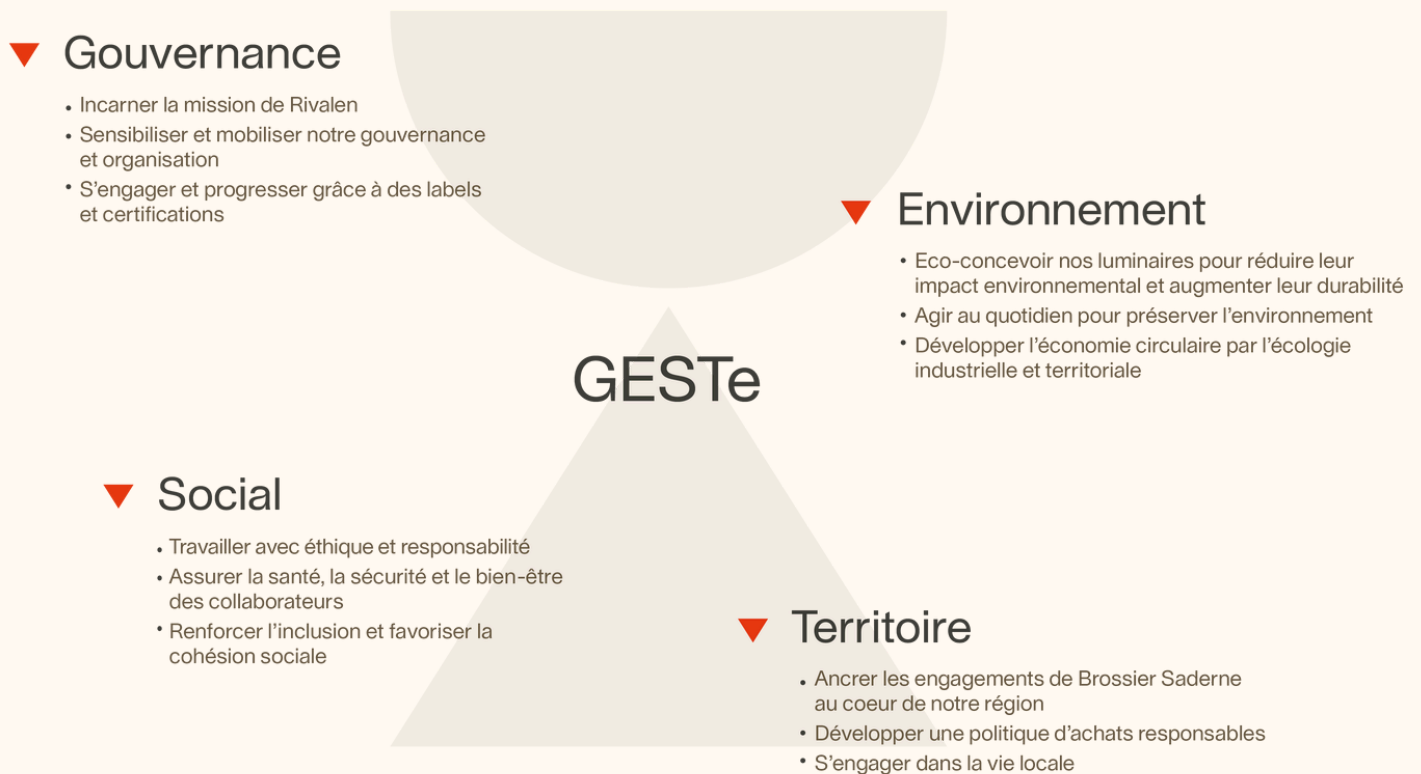 Gouvernance
• Incarner la mission de Rivalen
• Sensibiliser et mobiliser notre gouvernance
et organisation
• S'engager et progresser grâce à des labels
et certifications
Environnement
• Eco-concevoir nos luminaires pour réduire leur
impact environnemental et augmenter leur durabilité
• Agir au quotidien pour préserver l'environnement
• Développer l'économie circulaire par l'écologie
industrielle et territoriale
GESTe
Social
• Travailler avec éthique et responsabilité
• Assurer la santé, la sécurité et le bien-être
des collaborateurs
• Renforcer l'inclusion et favoriser la
cohésion sociale
Territoire
• Ancrer les engagements de Brossier Saderne
au coeur de notre région
• Développer une politique d'achats responsables
• S'engager dans la vie locale